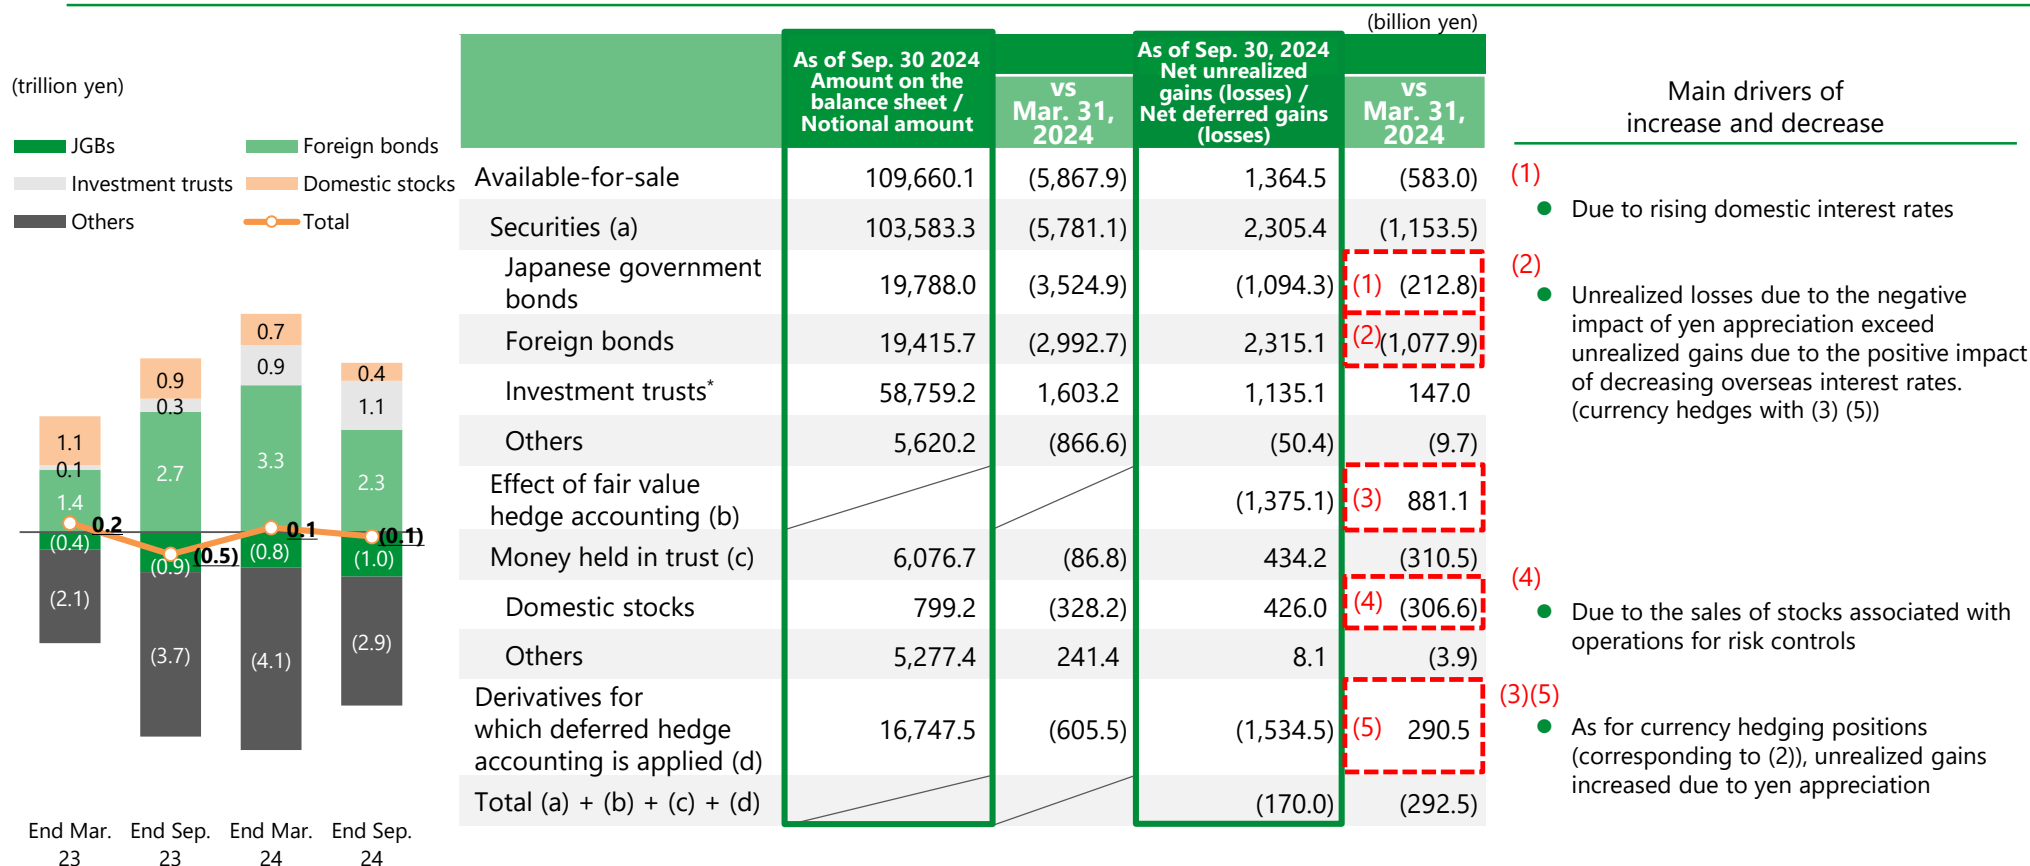 (trillion yen)
JGBs
Foreign bonds
Investment trusts
Domestic stocks
Others
Total
1.1
0.1
1.4
0.2
(0.4)
(2.1)
0.9
0.3
2.7
(0.5)
(0.9)
(3.7)
0.7
0.9
3.3
0.1
(0.8)
(4.1)
0.4
1.1
2.3
(0.1)
(1.0)
(2.9)
End Mar. 23
End Sep. 23
End Mar. 24
End Sep. 24
(billion yen)
As of Sep. 30 2024
Amount on the
balance sheet /
Notional amount
vs
Mar. 31,
2024
As of Sep. 30, 2024
Net unrealized
gains (losses) /
Net deferred gains
(losses)
vs
Mar. 31,
2024
Available-for-sale 109,660.1 (5,867.9) 1,364.5 (583.0)
Securities (a) 103,583.3 (5,781.1) 2,305.4 (1,153.5)
Japanese government
bonds 19,788.0 (3,524.9) (1,094.3) (1) (212.8)
Foreign bonds 19,415.7 (2,992.7) 2,315.1 (2) (1,077.9)
Investment trusts* 58,759.2 1,603.2 1,135.1 147.0
Others 5,620.2 (866.6) (50.4) (9.7)
Effect of fair value
hedge accounting (b) (1,375.1) (3) 881.1
Money held in trust (c) 6,076.7 (86.8) 434.2 (310.5)
Domestic stocks 799.2 (328.2) 426.0 (4) (306.6)
Others 5,277.4 241.4 8.1 (3.9)
Derivatives for
which deferred hedge
accounting is applied (d) 16,747.5 (605.5) (1,534.5) (5) 290.5
Total (a) + (b) + (c) + (d) (170.0) (292.5)
Main drivers of
increase and decrease
(1)
● Due to rising domestic interest rates
(2)
● Unrealized losses due to the negative
impact of yen appreciation exceed
unrealized gains due to the positive impact
of decreasing overseas interest rates.
(currency hedges with (3) (5))
(4)
● Due to the sales of stocks associated with
operations for risk controls
(3)(5)
● As for currency hedging positions
(corresponding to (2)), unrealized gains
increased due to yen appreciation